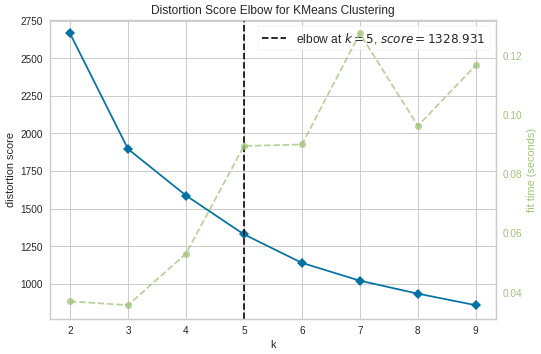 Distortion Score Elbow for KMeans Clustering
elbow at k = 5, score = 1328.931
distortion score
2750
2500
2250
2000
1750
1500
1250
1000
0.12
0.10
0.08
0.06
0.04
fit time (seconds)
2 3 4 5 6 7 8 9
k